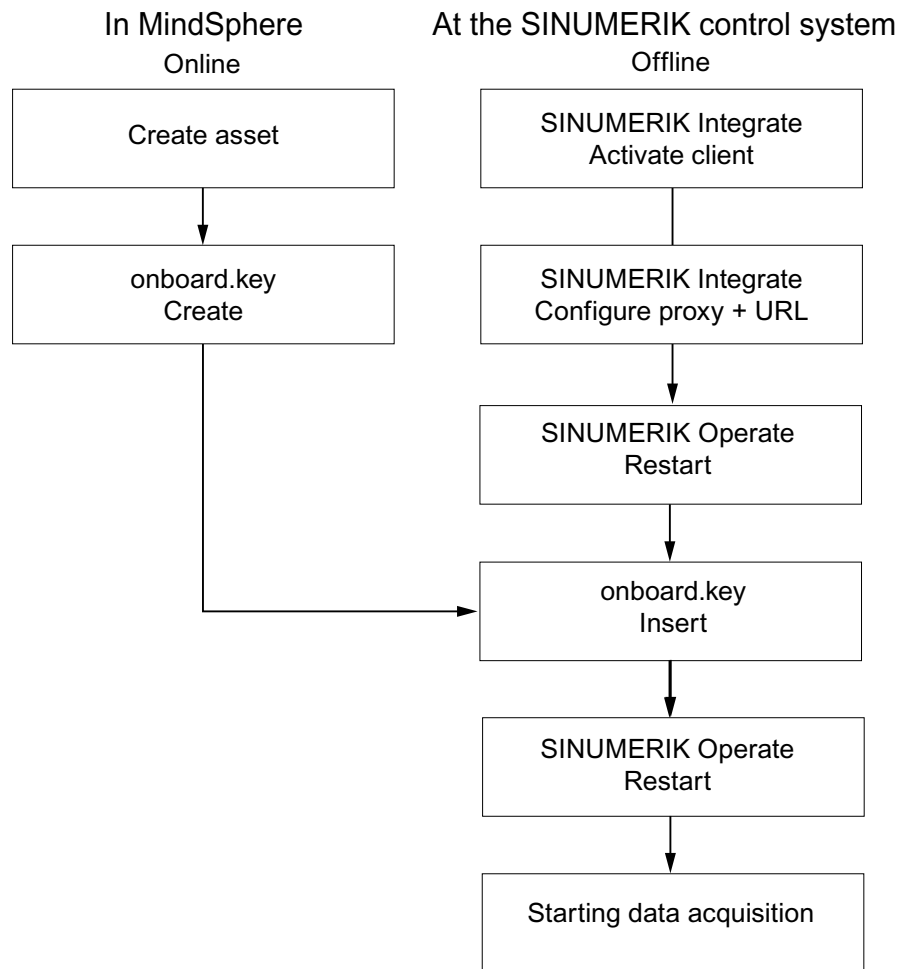 In MindSphere
Online
Create asset
onboard.key
Create
At the SINUMERIK control system
Offline
SINUMERIK Integrate
Activate client
SINUMERIK Integrate
Configure proxy + URL
SINUMERIK Operate
Restart
onboard.key
Insert
SINUMERIK Operate
Restart
Starting data acquisition